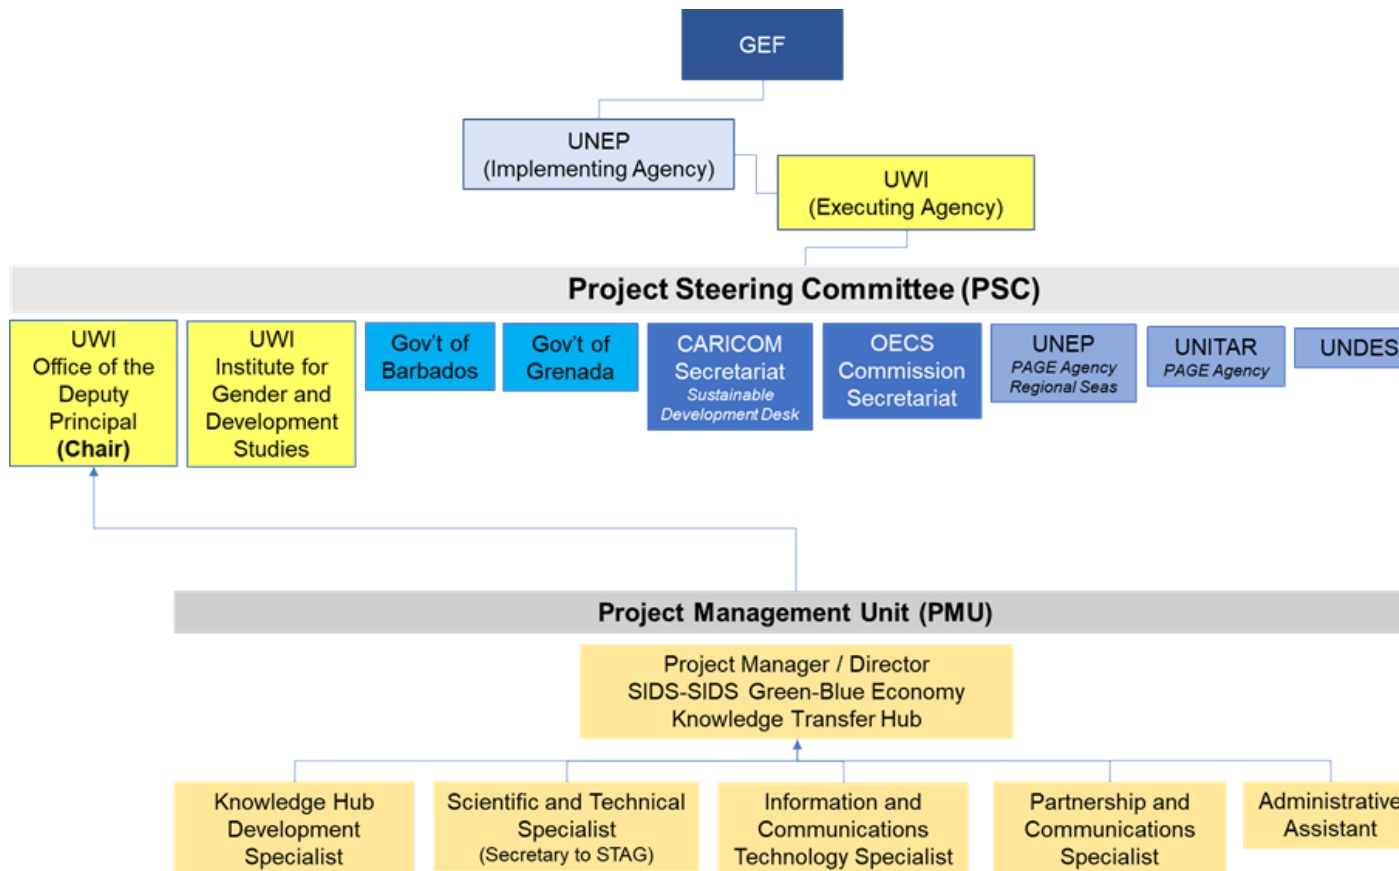 GEF
UNEP
(Implementing Agency)
UWI
(Executing Agency)
Project Steering Committee (PSC)
UWI
Office of the
Deputy
Principal
(Chair)
UWI
Institute for
Gender and
Development
Studies
Gov't of
Barbados
Gov't of
Grenada
CARICOM
Secretariat
Sustainable
Development Desk
OECS
Commission
Secretariat
UNEP
PAGE Agency
Regional Seas
UNITAR
PAGE Agency
UNDES
Project Management Unit (PMU)
Project Manager / Director
SIDS-SIDS Green-Blue Economy
Knowledge Transfer Hub
Knowledge Hub
Development
Specialist
Scientific and Technical
Specialist
(Secretary to STAG)
Information and
Communications
Technology Specialist
Partnership and
Communications
Specialist
Administrative
Assistant